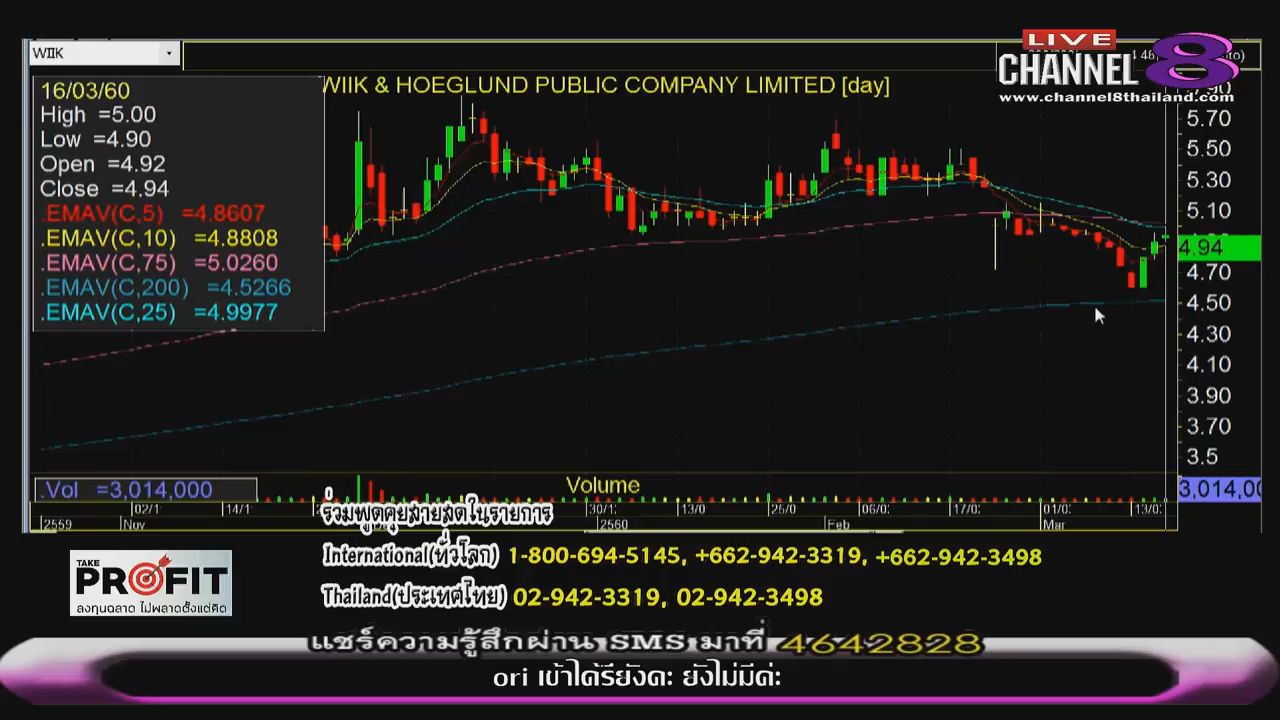 WIIK
LIVE
CHANNEL 8
www.channel8thailand.com
WIIK & HOEGLUND PUBLIC COMPANY LIMITED [day]
16/03/60
High =5.00
Low =4.90
Open =4.92
Close =4.94
.EMAV(C,5) =4.8607
.EMAV(C,10) =4.8808
.EMAV(C,75) =5.0260
.EMAV(C,200) =4.5266
.EMAV(C,25) =4.9977
5.70
5.50
5.30
5.10
4.94
4.70
4.50
4.30
4.10
3.90
3.70
3.5
.Vol =3,014,000
Volume
3,014,00
02/1 14/1 30/1 13/0 25/0 06/0 17/0 01/0 13/0
2559 Nov 2560 Feb Mar
ร่วมพูดคุยสายสดในรายการ
International(ทั่วโลก) 1-800-694-5145, +662-942-3319, +662-942-3498
Thailand(ประเทศไทย) 02-942-3319, 02-942-3498
TAKE
PROFIT
ลงทุนฉลาด ไม่พลาดตั้งแต่คิด
แชร์ความรู้สึกผ่าน SMS มาที่ 4642828
ori เข้าได้รึยังคะ ยังไม่มีค่ะ